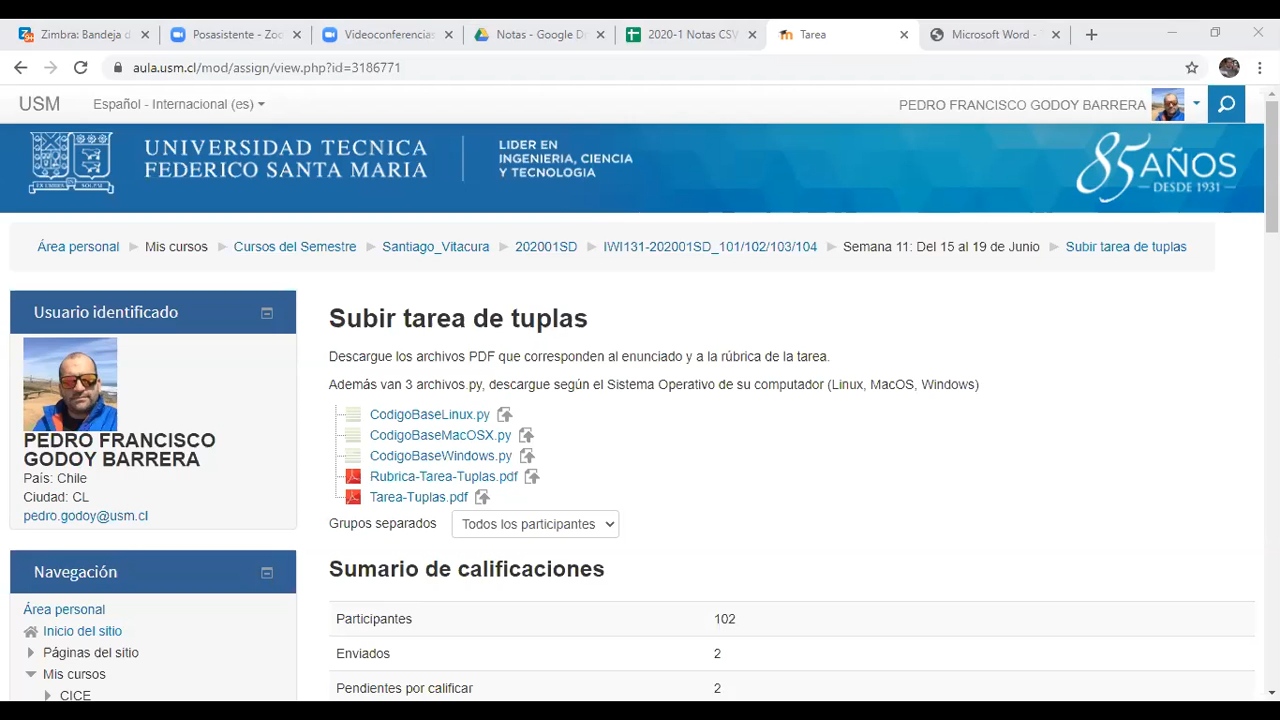 Zimbra: Bandeja d
Posasistente - Zoo
Videoconferencias
Notas - Google D
2020-1 Notas CSV
Tarea
Microsoft Word -
aula.usm.cl/mod/assign/view.php?id=3186771
USM
Español - Internacional (es)
PEDRO FRANCISCO GODOY BARRERA
UNIVERSIDAD TECNICA
FEDERICO SANTA MARIA
LIDER EN
INGENIERIA, CIENCIA
Y TECNOLOGIA
85 AÑOS
DESDE 1931
Área personal
Mis cursos
Cursos del Semestre
Santiago_Vitacura
202001SD
IWI131-202001SD_101/102/103/104
Semana 11: Del 15 al 19 de Junio
Subir tarea de tuplas
Usuario identificado
PEDRO FRANCISCO
GODOY BARRERA
País: Chile
Ciudad: CL
pedro.godoy@usm.cl
Navegación
Área personal
Inicio del sitio
Páginas del sitio
Mis cursos
CICE
Subir tarea de tuplas
Descargue los archivos PDF que corresponden al enunciado y a la rúbrica de la tarea.
Además van 3 archivos py, descargue según el Sistema Operativo de su computador (Linux, MacOS, Windows)
CodigoBaseLinux.py
CodigoBaseMacOSX.py
CodigoBaseWindows.py
Rubrica-Tarea-Tuplas.pdf
Tarea-Tuplas.pdf
Grupos separados Todos los participantes
Sumario de calificaciones
Participantes 102
Enviados 2
Pendientes por calificar 2